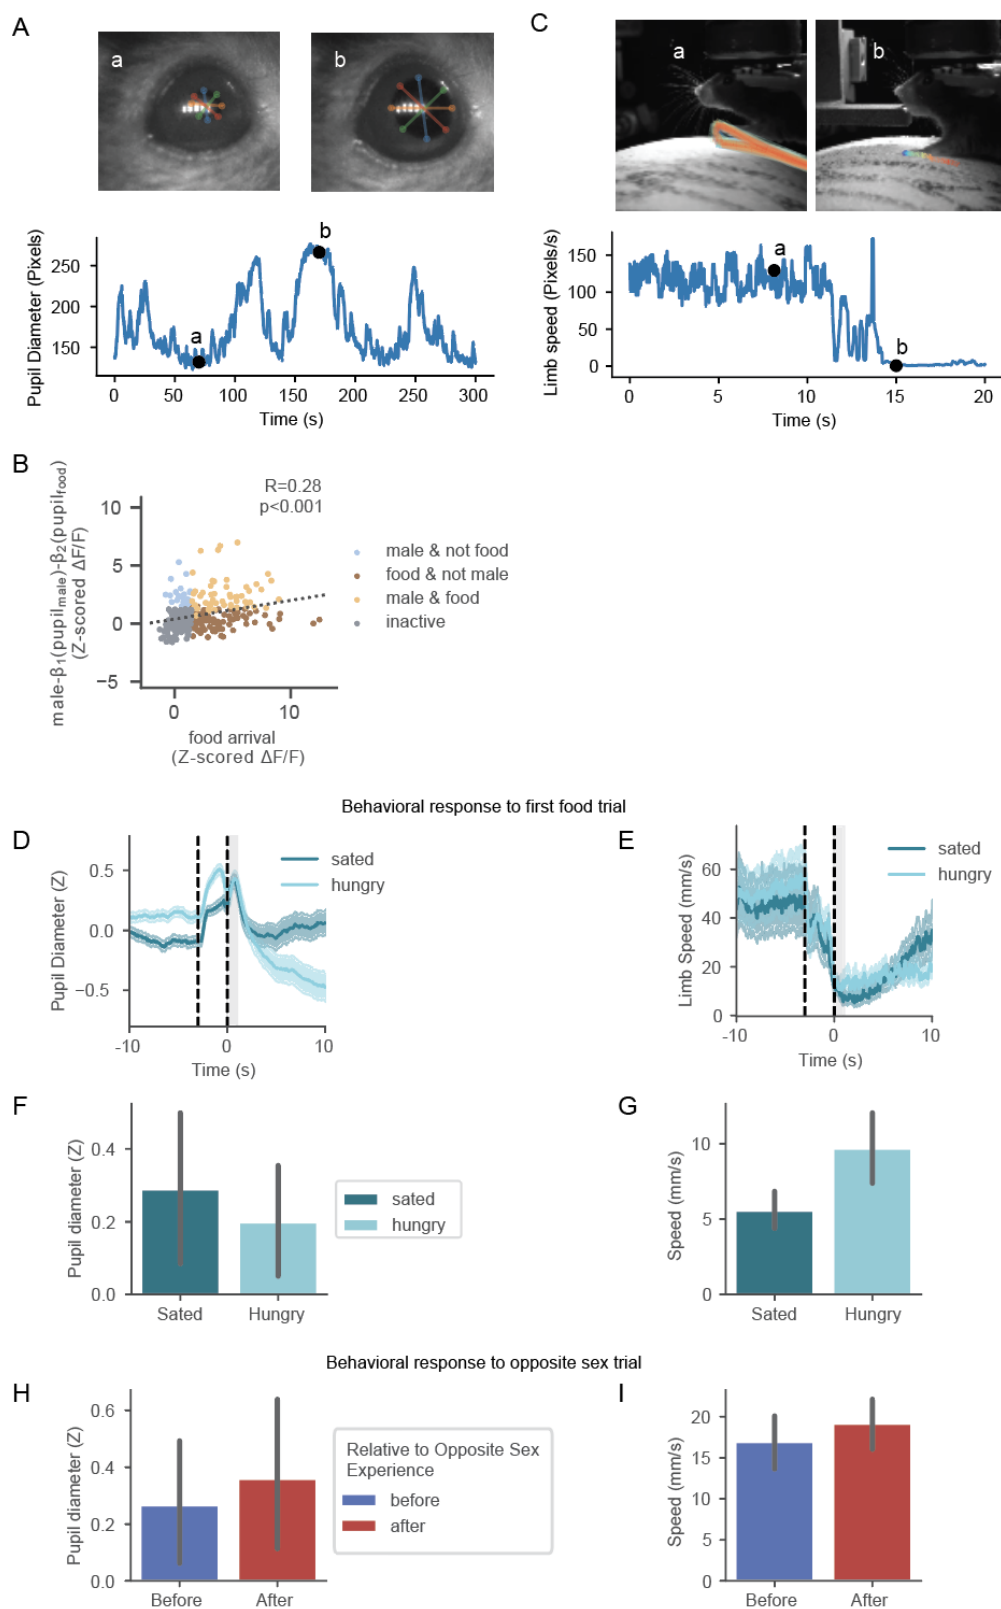 A
a
b
Pupil Diameter (Pixels)
250
200
150
b
a
0
50
100
150
200
250
300
Time (s)
C
a
b
Limb speed (Pixels/s)
150
100
50
0
a
b
0
5
10
15
20
Time (s)
B
male-β₁(pupilₘₐₗₑ)-β₂(pupil_food)
(Z-scored ΔF/F)
10
5
0
−5
R=0.28
p<0.001
0
10
food arrival
(Z-scored ΔF/F)
male & not food
food & not male
male & food
inactive
Behavioral response to first food trial
D
Pupil Diameter (Z)
0.5
0.0
−0.5
sated
hungry
-10
0
10
Time (s)
E
Limb Speed (mm/s)
60
40
20
0
sated
hungry
-10
0
10
Time (s)
F
Pupil diameter (Z)
0.4
0.2
0.0
Sated
Hungry
sated
hungry
G
Speed (mm/s)
10
5
0
Sated
Hungry
Behavioral response to opposite sex trial
H
Pupil diameter (Z)
0.6
0.4
0.2
0.0
Before
After
Relative to Opposite Sex
Experience
before
after
I
Speed (mm/s)
20
15
10
5
0
Before
After